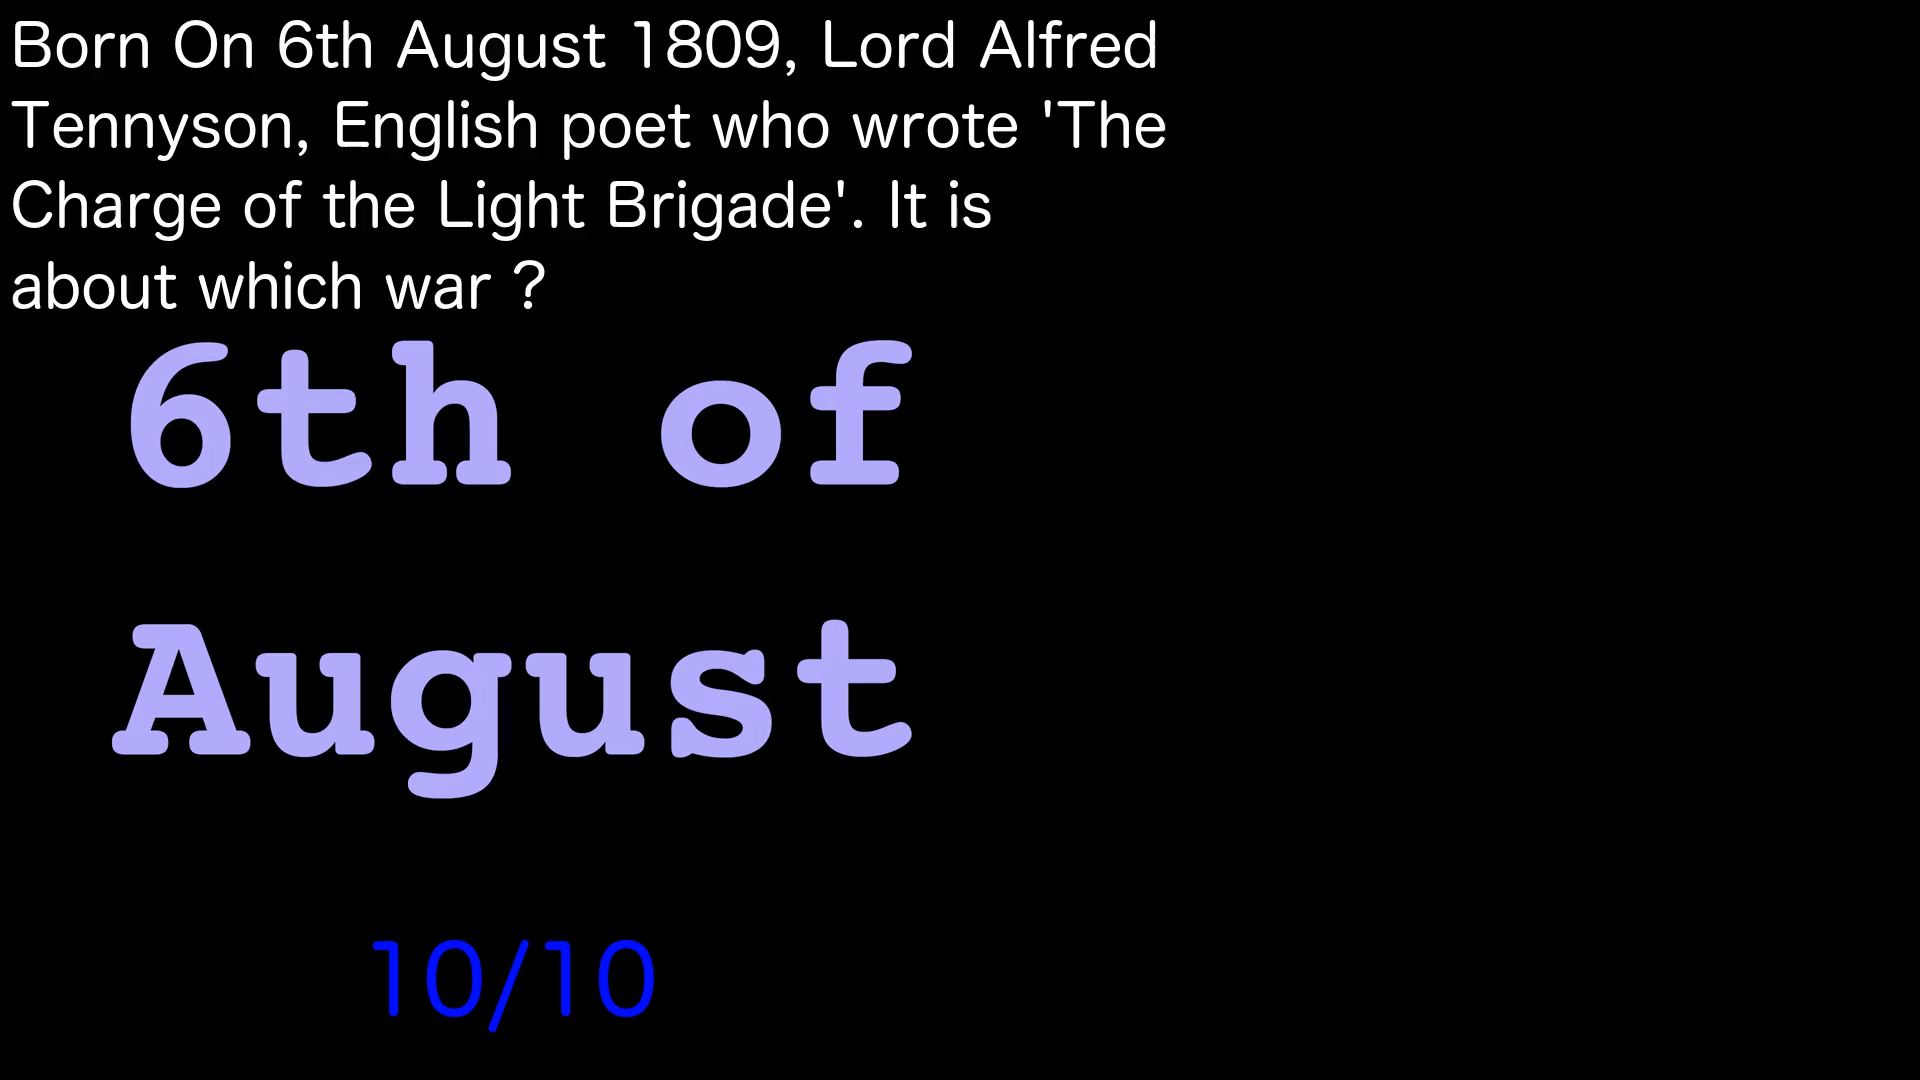 Born On 6th August 1809, Lord Alfred
Tennyson, English poet who wrote 'The
Charge of the Light Brigade'. It is
about which war ?
6th of
August
10/10